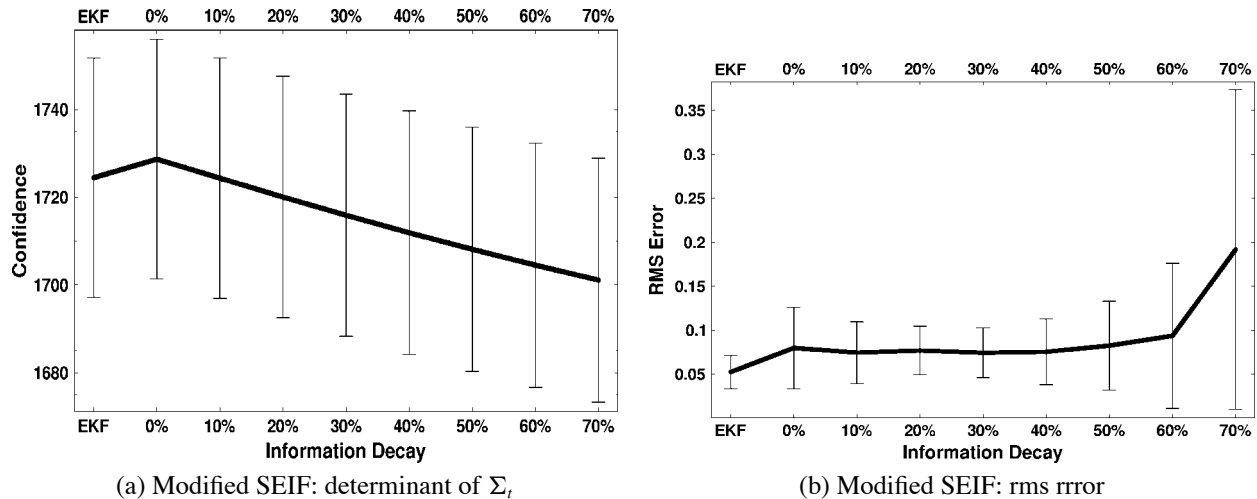 EKF 0% 10% 20% 30% 40% 50% 60% 70%
1740
1720
1700
1680
Confidence
EKF 0% 10% 20% 30% 40% 50% 60% 70%
Information Decay
(a) Modified SEIF: determinant of Σt
EKF 0% 10% 20% 30% 40% 50% 60% 70%
0.35
0.3
0.25
0.2
0.15
0.1
0.05
RMS Error
EKF 0% 10% 20% 30% 40% 50% 60% 70%
Information Decay
(b) Modified SEIF: rms rrror